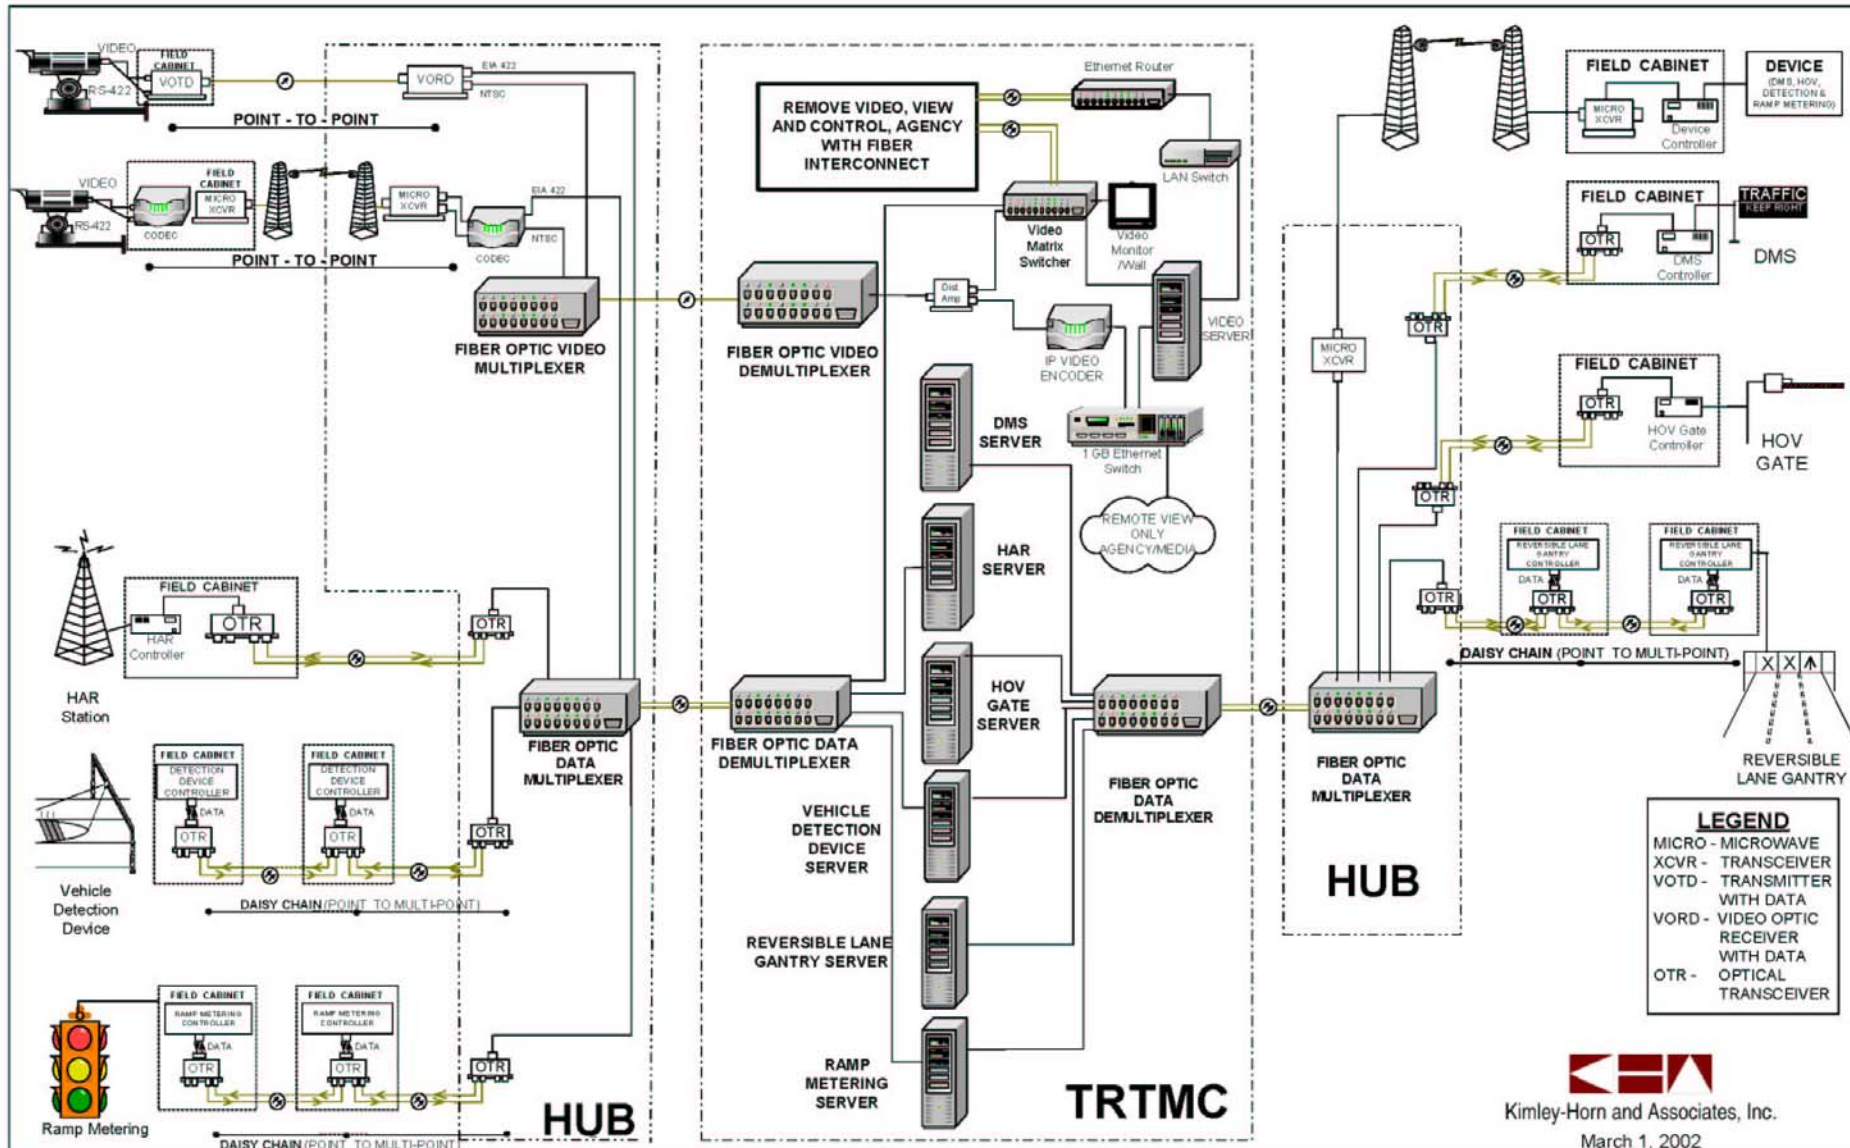 VIDEO
FIELD
CABINET
VOTD
RS-422
VORD
EIA 422
NTSC
POINT - TO - POINT
VIDEO
FIELD
CABINET
MICRO
XCVR
RS-422
CODEC
MICRO
XCVR
EIA 422
NTSC
CODEC
POINT - TO - POINT
FIBER OPTIC VIDEO
MULTIPLEXER
REMOVE VIDEO, VIEW
AND CONTROL, AGENCY
WITH FIBER
INTERCONNECT
Ethernet Router
LAN Switch
Video
Matrix
Switcher
Video
Monitor
/Wall
FIBER OPTIC VIDEO
DEMULTIPLEXER
Dist.
Amp
IP VIDEO
ENCODER
VIDEO
SERVER
1 GB Ethernet
Switch
REMOTE VIEW
ONLY
AGENCY/MEDIA
DMS
SERVER
HAR
SERVER
HOV
GATE
SERVER
VEHICLE
DETECTION
DEVICE
SERVER
REVERSIBLE LANE
GANTRY SERVER
RAMP
METERING
SERVER
FIBER OPTIC DATA
DEMULTIPLEXER
FIBER OPTIC
DATA
DEMULTIPLEXER
TRTMC
FIELD CABINET
OTR
HAR
Controller
HAR
Station
OTR
FIBER OPTIC
DATA
MULTIPLEXER
FIELD CABINET
DETECTION
DEVICE
CONTROLLER
DATA
OTR
FIELD CABINET
DETECTION
DEVICE
CONTROLLER
DATA
OTR
OTR
Vehicle
Detection
Device
DAISY CHAIN (POINT TO MULTI-POINT)
FIELD CABINET
RAMP METERING
CONTROLLER
DATA
OTR
FIELD CABINET
RAMP METERING
CONTROLLER
DATA
OTR
OTR
Ramp Metering
DAISY CHAIN (POINT TO MULTI-POINT)
HUB
FIELD CABINET
MICRO
XCVR
Device
Controller
DEVICE
(DMS, HOV,
DETECTION &
RAMP METERING)
FIELD CABINET
OTR
DMS
Controller
TRAFFIC
KEEP RIGHT
DMS
OTR
MICRO
XCVR
FIELD CABINET
OTR
HOV Gate
Controller
HOV
GATE
OTR
FIELD CABINET
REVERSIBLE LANE
GANTRY
CONTROLLER
DATA
OTR
FIELD CABINET
REVERSIBLE LANE
GANTRY
CONTROLLER
DATA
OTR
OTR
DAISY CHAIN (POINT TO MULTI-POINT)
X X
REVERSIBLE
LANE GANTRY
FIBER OPTIC
DATA
MULTIPLEXER
HUB
LEGEND
MICRO - MICROWAVE
XCVR - TRANSCEIVER
VOTD - TRANSMITTER
WITH DATA
VORD - VIDEO OPTIC
RECEIVER
WITH DATA
OTR - OPTICAL
TRANSCEIVER
KHA
Kimley-Horn and Associates, Inc.
March 1, 2002